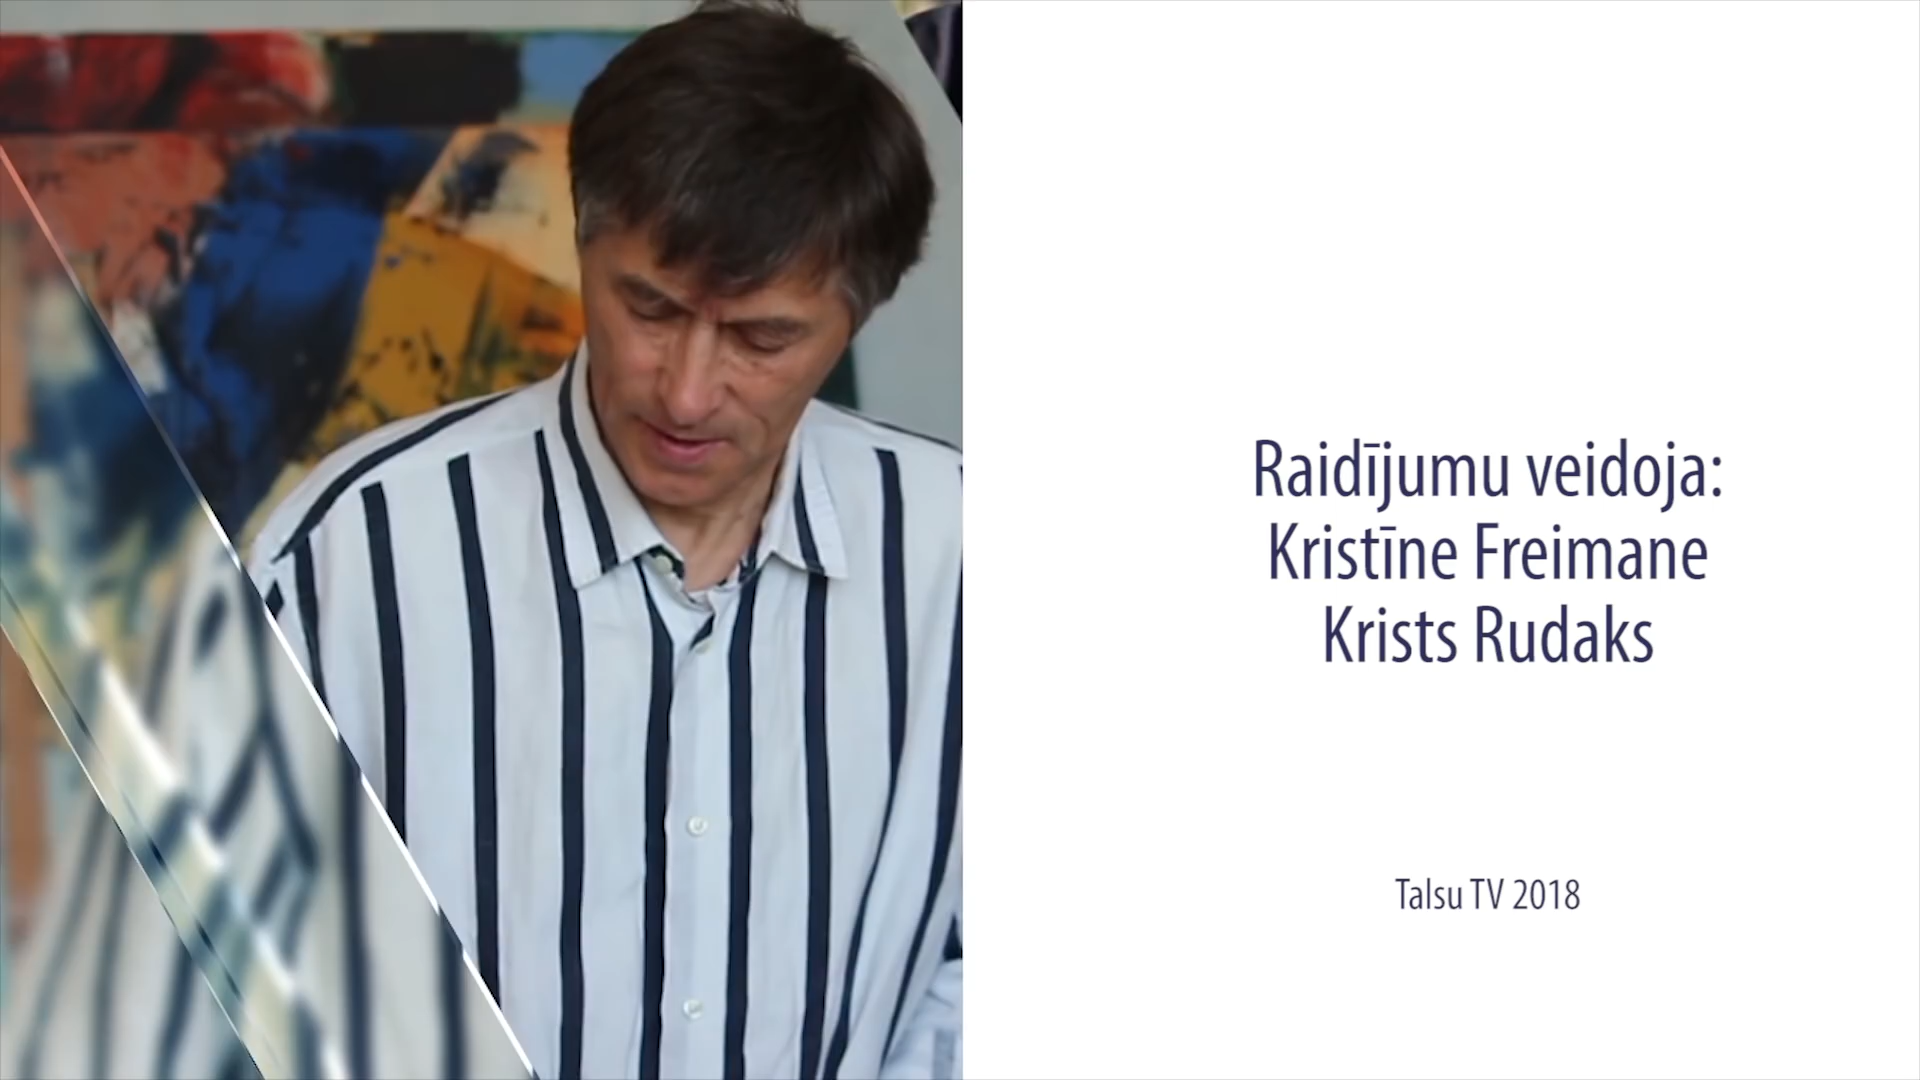 Raidījumu veidoja:
Kristīne Freimane
Krists Rudaks
Talsu TV 2018